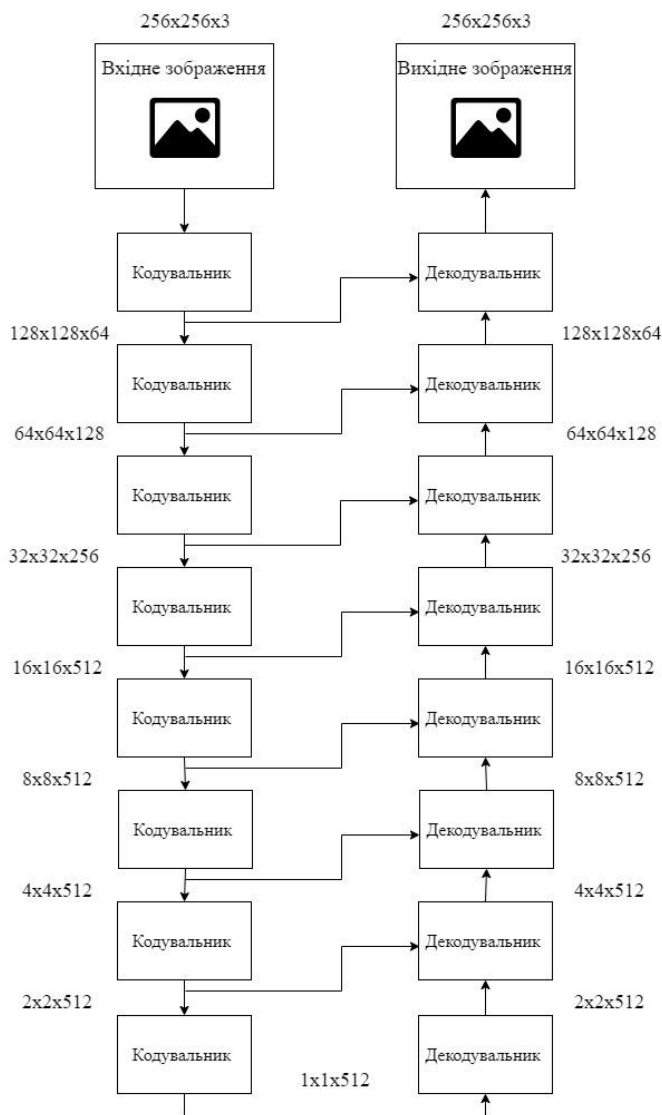 256x256x3
256x256x3
Вхідне зображення
Вихідне зображення
Кодувальник
Декодувальник
128x128x64
128x128x64
Кодувальник
Декодувальник
64x64x128
64x64x128
Кодувальник
Декодувальник
32x32x256
32x32x256
Кодувальник
Декодувальник
16x16x512
16x16x512
Кодувальник
Декодувальник
8x8x512
8x8x512
Кодувальник
Декодувальник
4x4x512
4x4x512
Кодувальник
Декодувальник
2x2x512
2x2x512
Кодувальник
Декодувальник
1x1x512